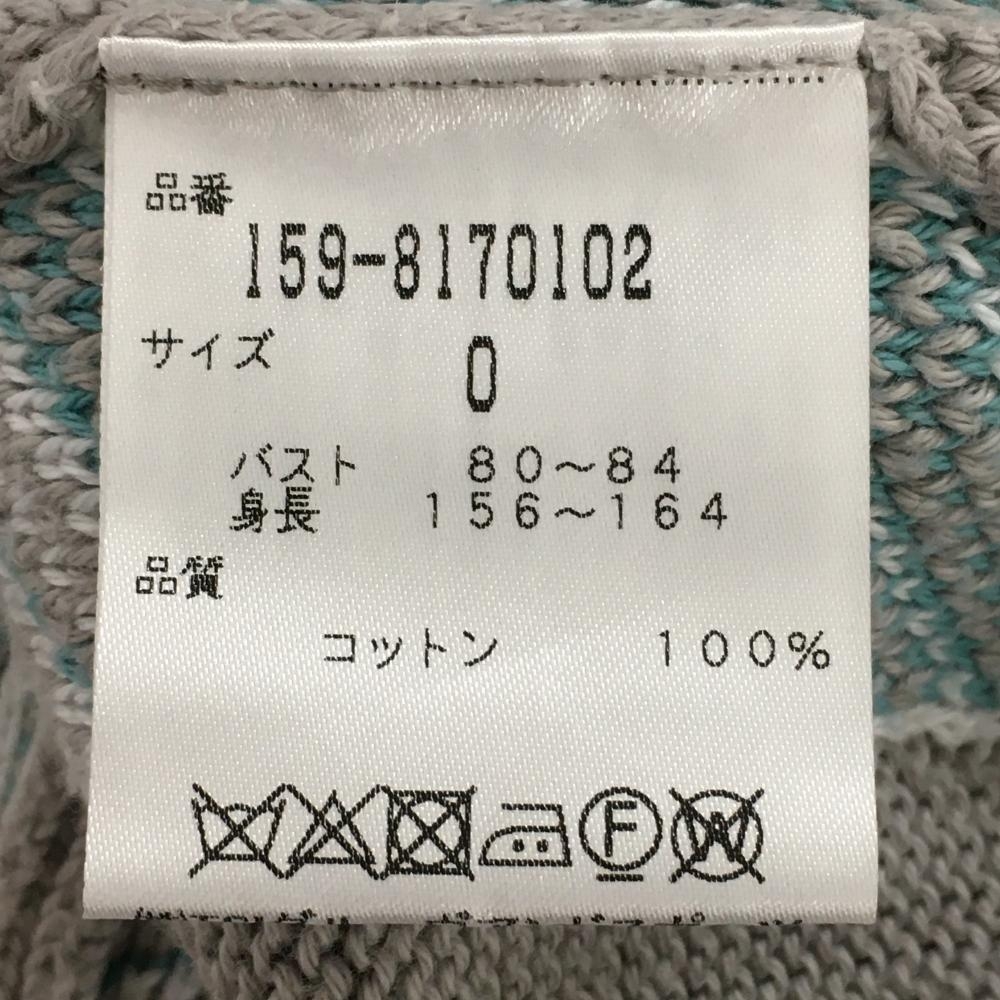 品番
159-8170102
サイズ 0
バスト 80～84
身長 156～164
品質
コットン 100%
F
W